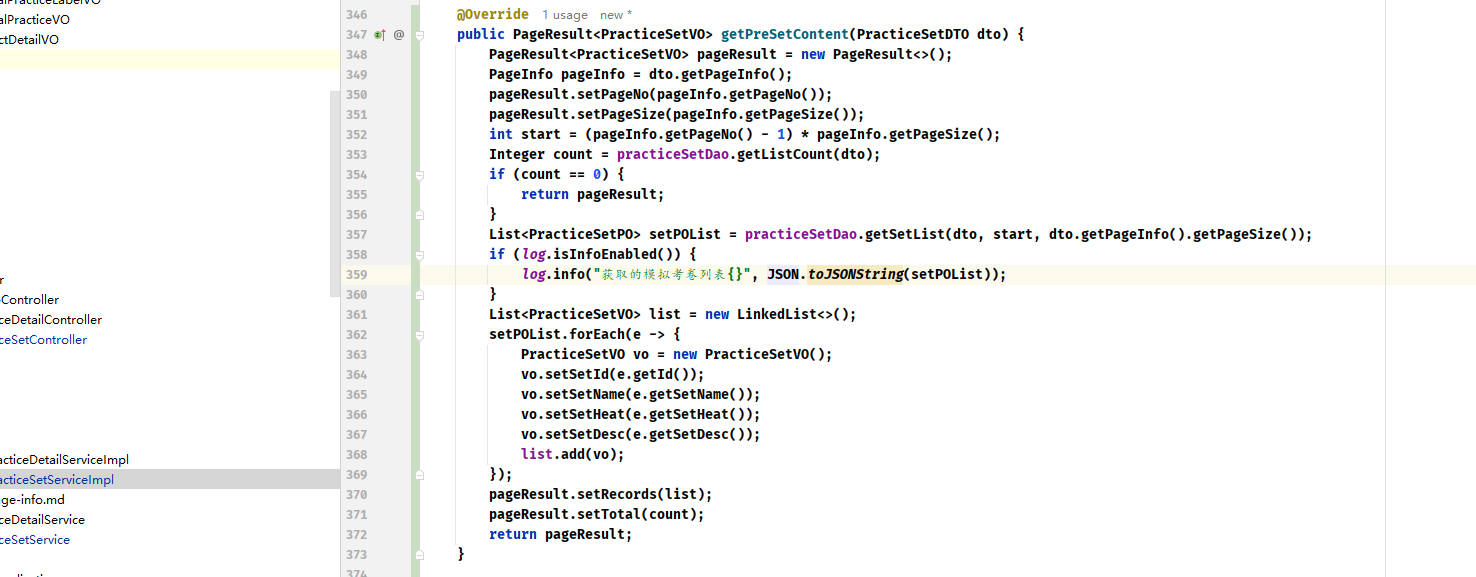 alPracticeVO
ctDetailVO
r
Controller
ceDetailController
ceSetController
acticeDetailServiceImpl
acticeSetServiceImpl
ge-info.md
ceDetailService
ceSetService
346 @Override 1 usage new *
347 @ public PageResult<PracticeSetVO> getPreSetContent(PracticeSetDTO dto) {
348 PageResult<PracticeSetVO> pageResult = new PageResult<>();
349 PageInfo pageInfo = dto.getPageInfo();
350 pageResult.setPageNo(pageInfo.getPageNo());
351 pageResult.setPageSize(pageInfo.getPageSize());
352 int start = (pageInfo.getPageNo() - 1) * pageInfo.getPageSize();
353 Integer count = practiceSetDao.getListCount(dto);
354 if (count == 0) {
355 return pageResult;
356 }
357 List<PracticeSetPO> setPOList = practiceSetDao.getSetList(dto, start, dto.getPageInfo().getPageSize());
358 if (log.isInfoEnabled()) {
359 log.info("获取的模拟考卷列表{}", JSON.toJSONString(setPOList));
360 }
361 List<PracticeSetVO> list = new LinkedList<>();
362 setPOList.forEach(e -> {
363 PracticeSetVO vo = new PracticeSetVO();
364 vo.setSetId(e.getId());
365 vo.setSetName(e.getSetName());
366 vo.setSetHeat(e.getSetHeat());
367 vo.setSetDesc(e.getSetDesc());
368 list.add(vo);
369 });
370 pageResult.setRecords(list);
371 pageResult.setTotal(count);
372 return pageResult;
373 }
374